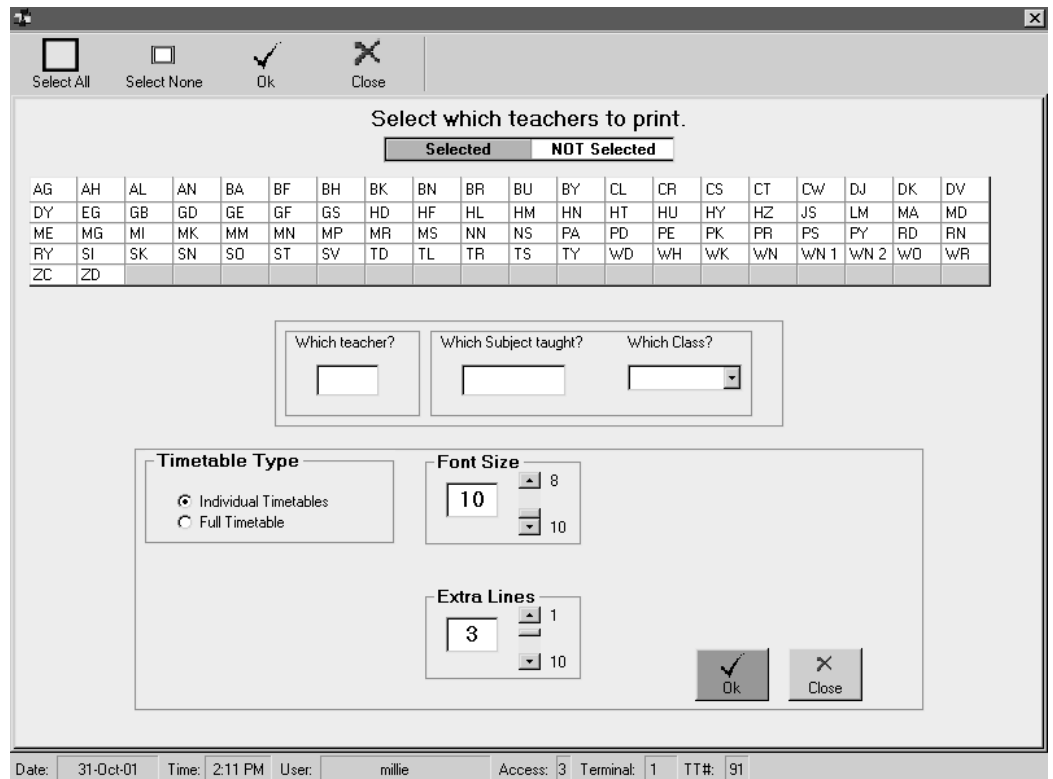 Select All Select None Ok Close
Select which teachers to print.
Selected NOT Selected
AG AH AL AN BA BF BH BK BN BR BU BY CL CR CS CT CW DJ DK DV
DY EG GB GD GE GF GS HD HF HL HM HN HT HU HY HZ JS LM MA MD
ME MG MI MK MM MN MP MR MS NN NS PA PD PE PK PR PS PY RD RN
RY SI SK SN SO ST SV TD TL TR TS TY WD WH WK WN WN 1 WN 2 WO WR
ZC ZD
Which teacher? Which Subject taught? Which Class?
Timetable Type
Individual Timetables
Full Timetable
Font Size
10 8
10
Extra Lines
3 1
10
Ok Close
Date: 31-Oct-01 Time: 2:11 PM User: millie Access: 3 Terminal: 1 TT#: 91